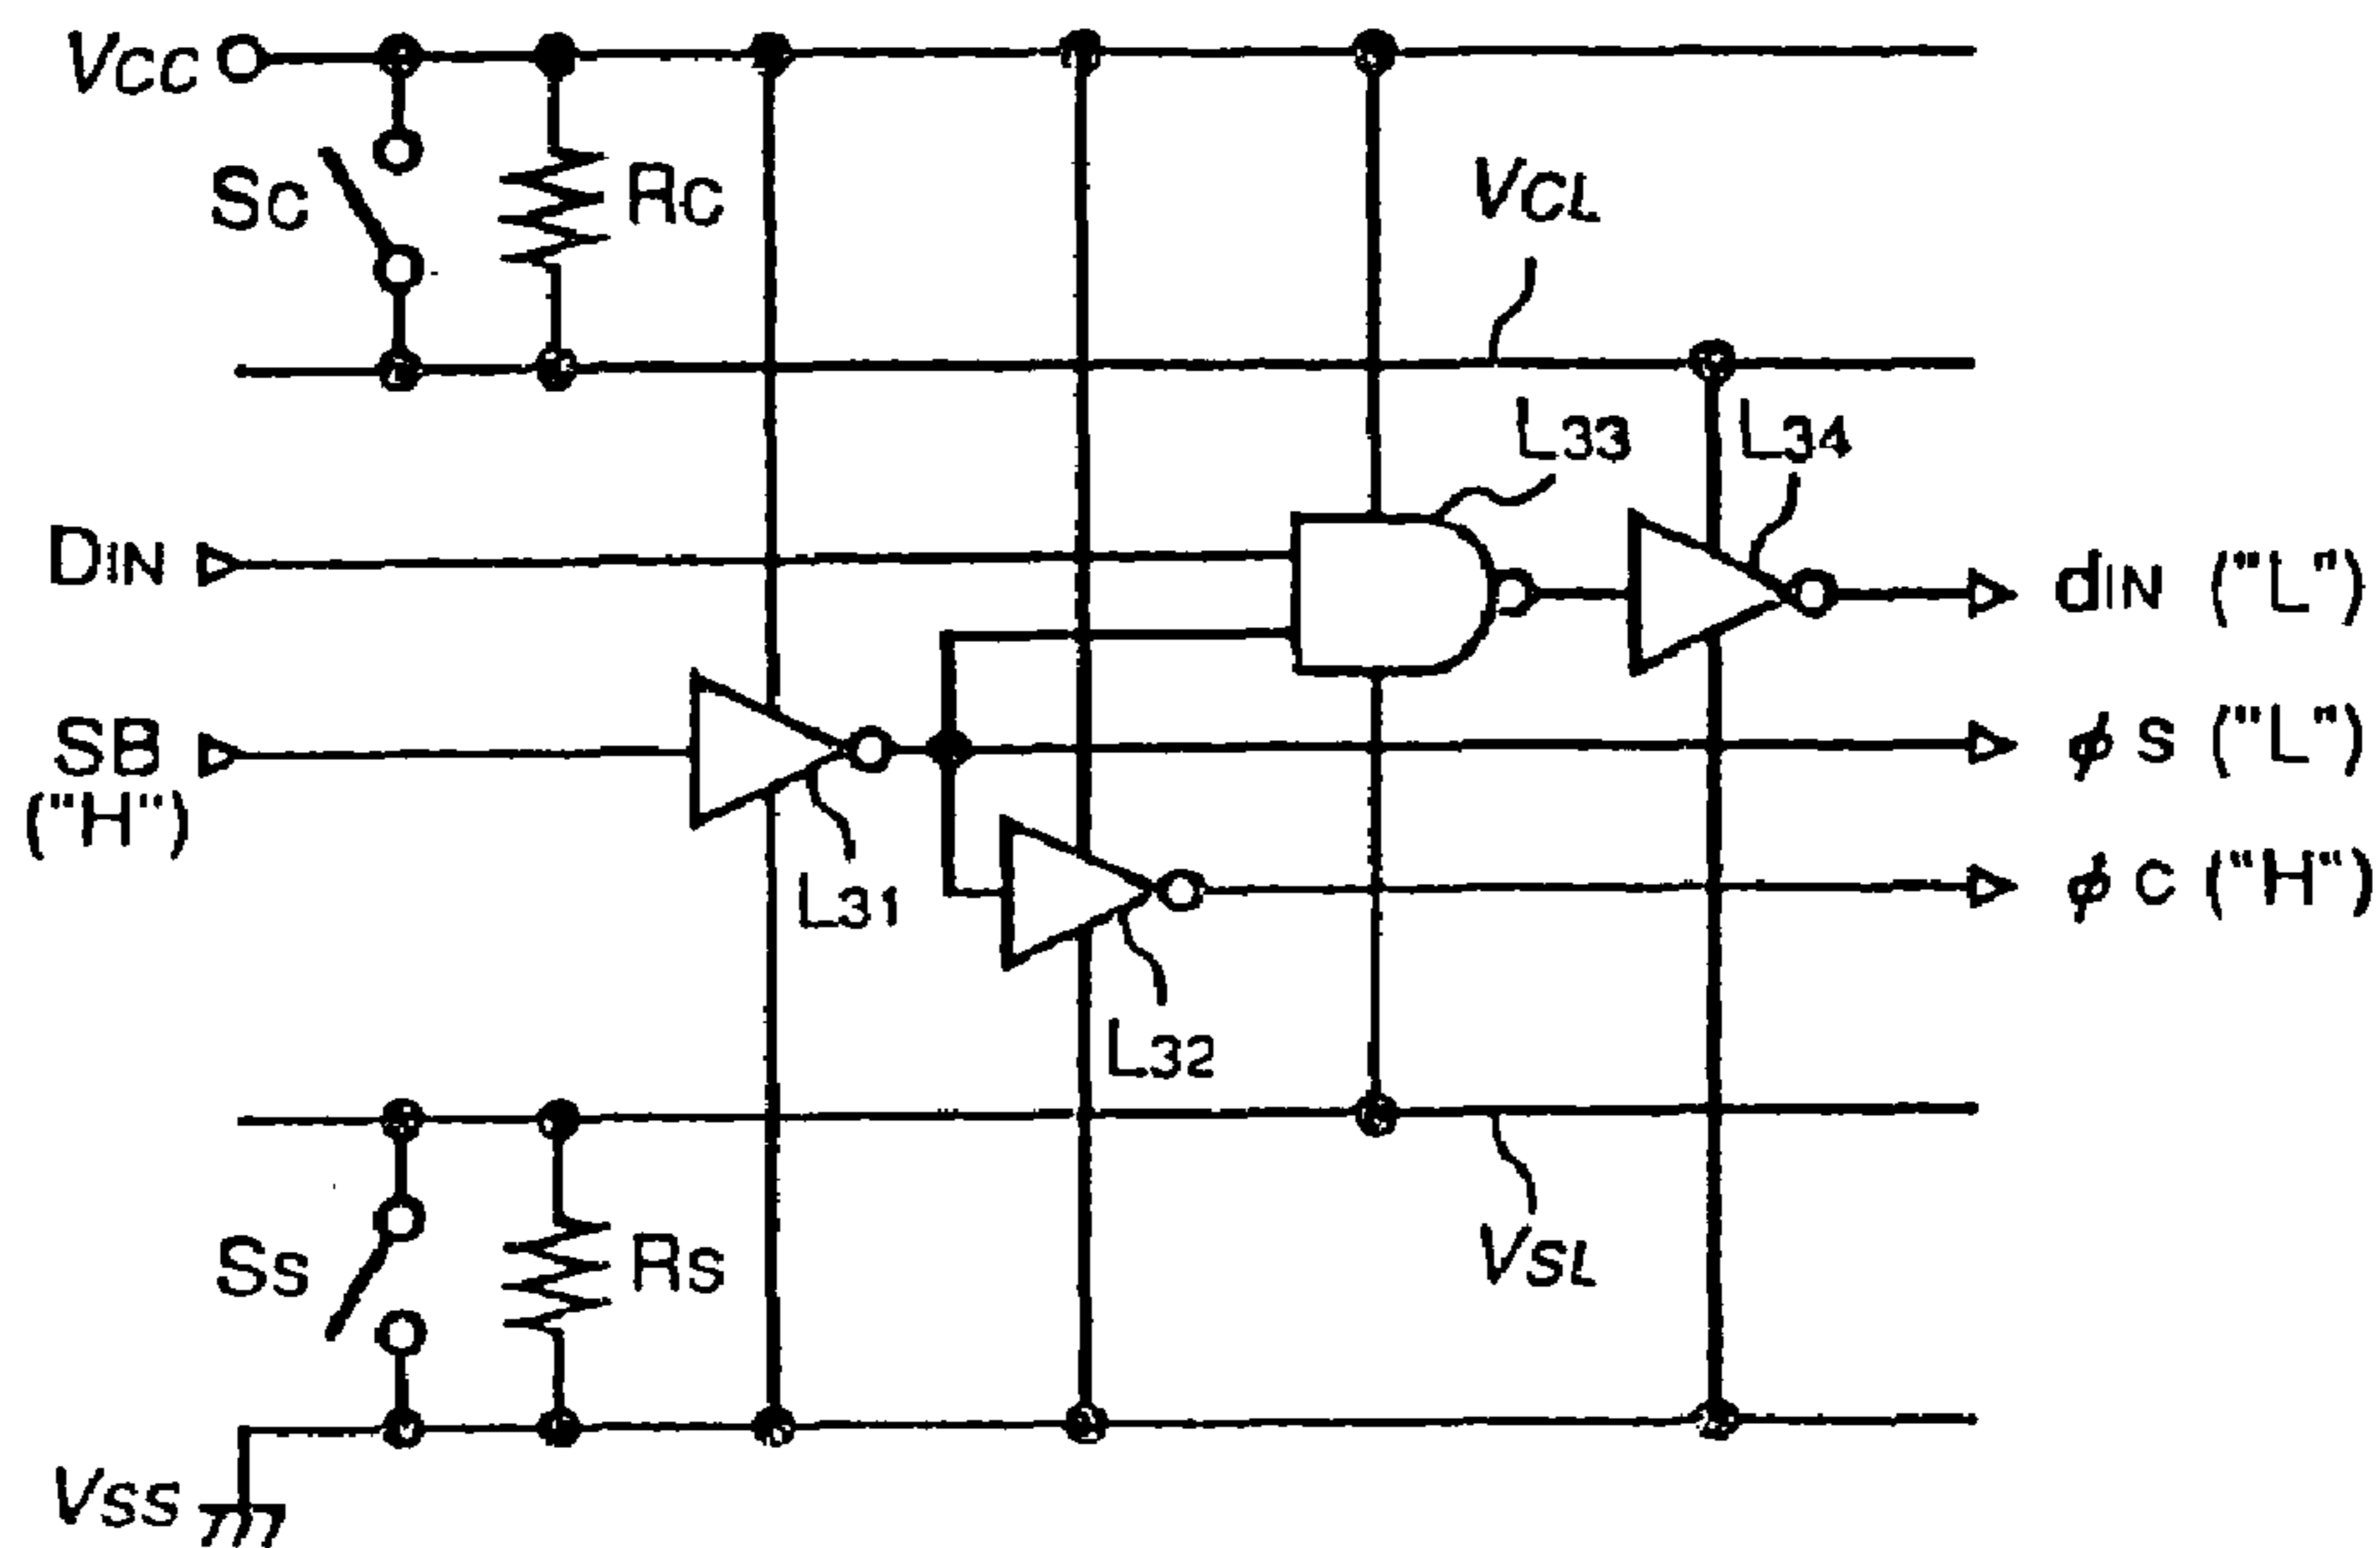 VCC
SC
RC
VCL
L33
L34
DIN
dIN ("L")
SB
("H")
ϕ S ("L")
ϕ C ("H")
L31
L32
SS
RS
VSL
VSS